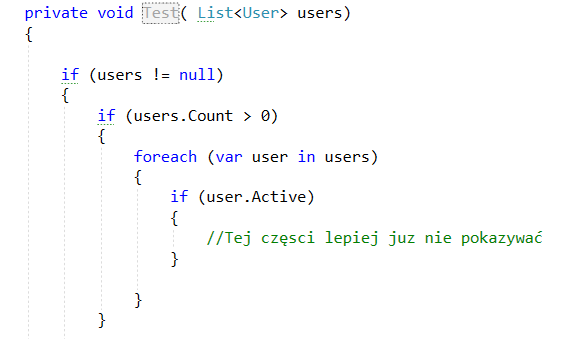 private void Test( List<User> users)
{
if (users != null)
{
if (users.Count > 0)
{
foreach (var user in users)
{
if (user.Active)
{
//Tej częsci lepiej juz nie pokazywać
}
}
}